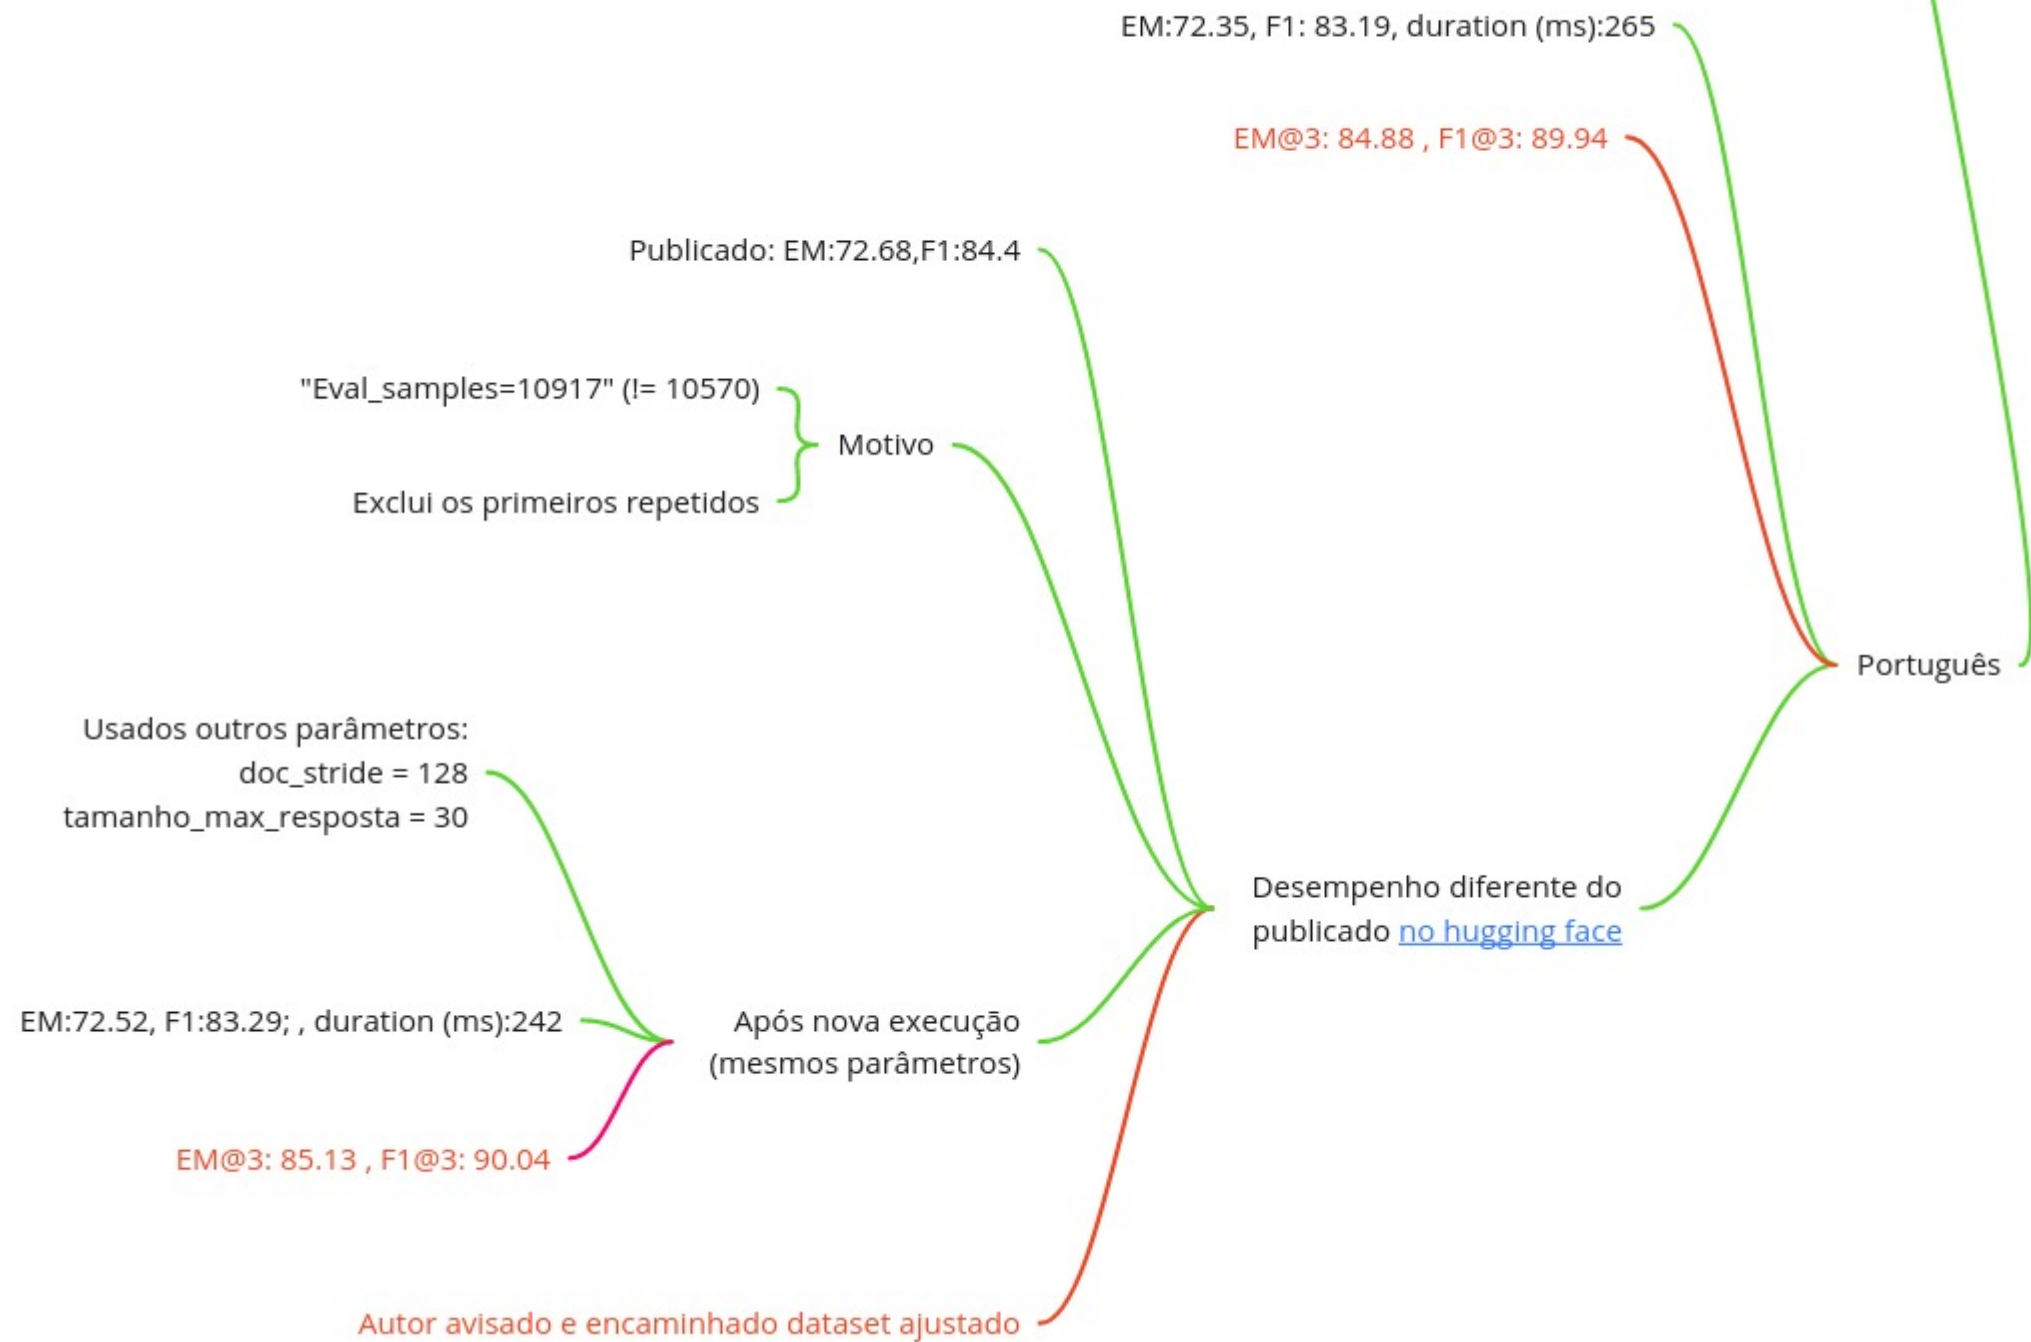 EM:72.35, F1: 83.19, duration (ms):265
EM@3: 84.88 , F1@3: 89.94
Publicado: EM:72.68,F1:84.4
"Eval_samples=10917" (!= 10570)
Motivo
Exclui os primeiros repetidos
Português
Usados outros parâmetros:
doc_stride = 128
tamanho_max_resposta = 30
Desempenho diferente do
publicado no hugging face
EM:72.52, F1:83.29; , duration (ms):242
Após nova execução
(mesmos parâmetros)
EM@3: 85.13 , F1@3: 90.04
Autor avisado e encaminhado dataset ajustado